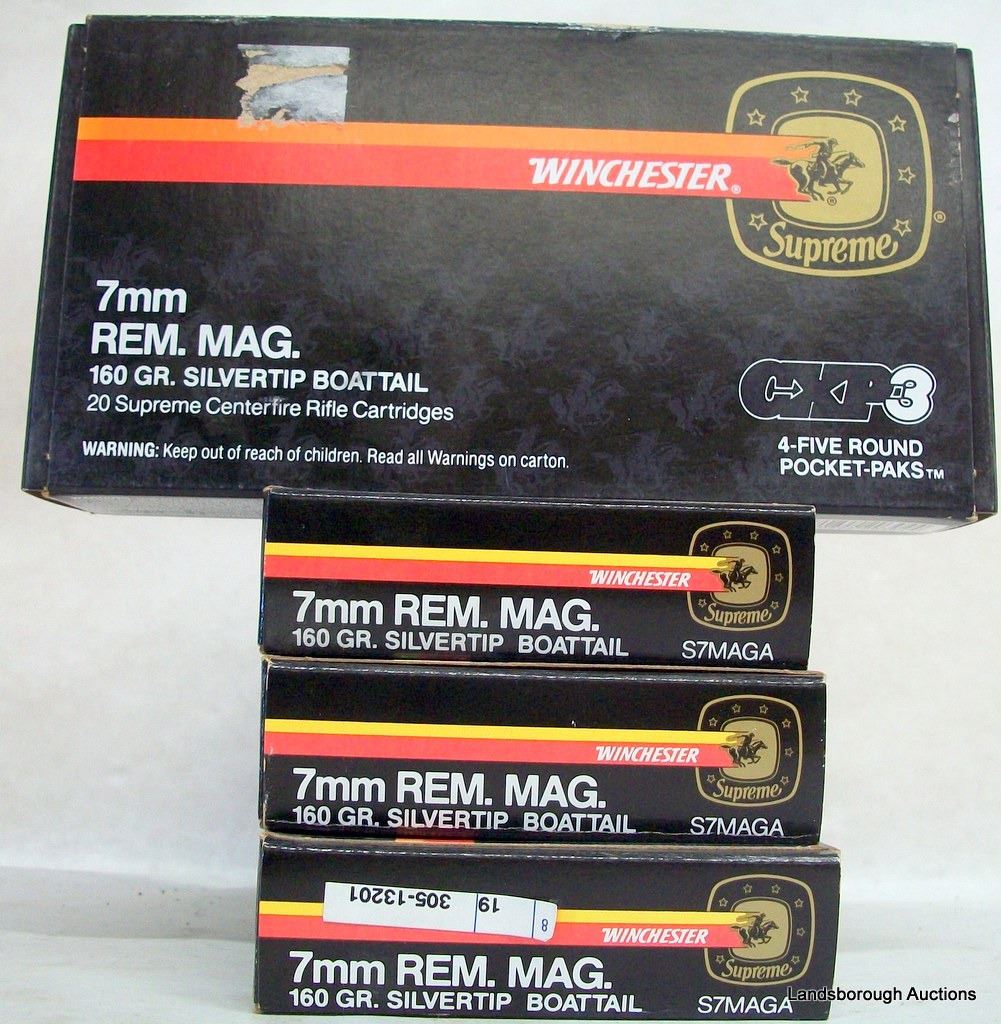 WINCHESTER®
Supreme®
7mm
REM. MAG.
160 GR. SILVERTIP BOATTAIL
20 Supreme Centerfire Rifle Cartridges
WARNING: Keep out of reach of children. Read all Warnings on carton.
CXP3
4-FIVE ROUND
POCKET-PAKS™
WINCHESTER
Supreme
7mm REM. MAG.
160 GR. SILVERTIP BOATTAIL
S7MAGA
WINCHESTER
Supreme
7mm REM. MAG.
160 GR. SILVERTIP BOATTAIL
S7MAGA
305-13201 19 8
WINCHESTER
Supreme
7mm REM. MAG.
160 GR. SILVERTIP BOATTAIL
S7MAGA
Landsborough Auctions